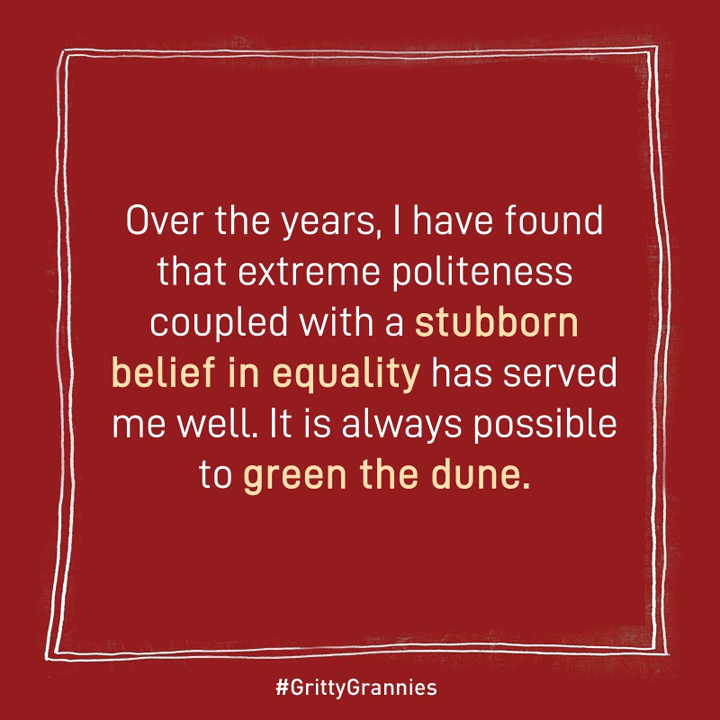 Over the years, I have found
that extreme politeness
coupled with a stubborn
belief in equality has served
me well. It is always possible
to green the dune.
#GrittyGrannies